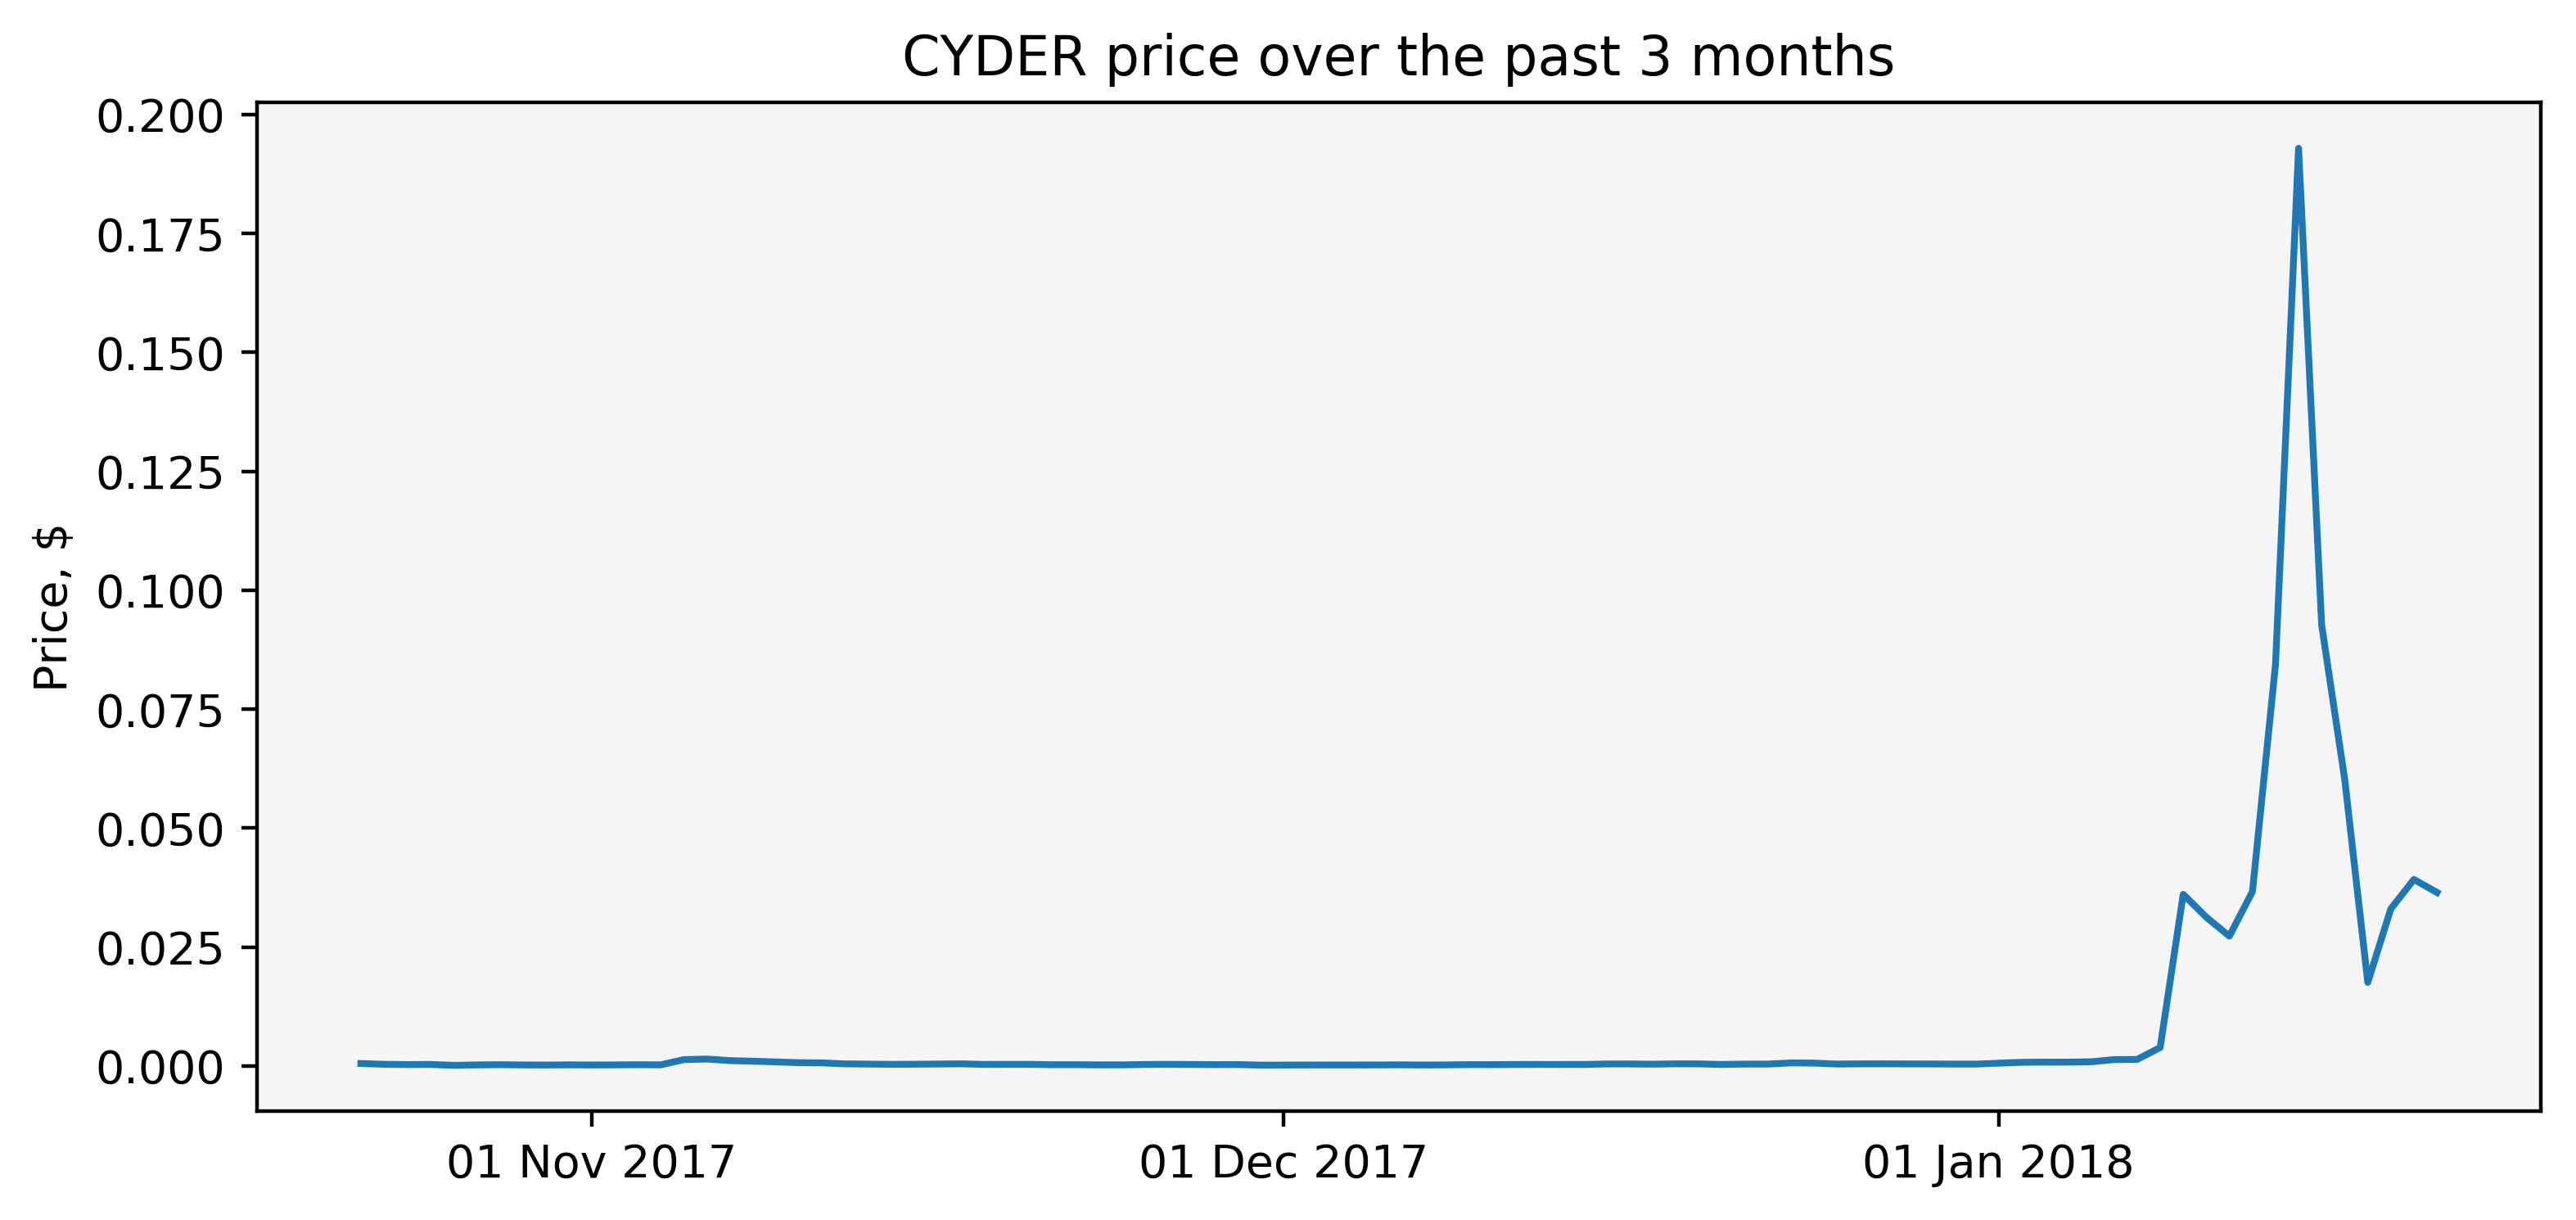 CYDER price over the past 3 months
Price, $
0.200
0.175
0.150
0.125
0.100
0.075
0.050
0.025
0.000
01 Nov 2017
01 Dec 2017
01 Jan 2018